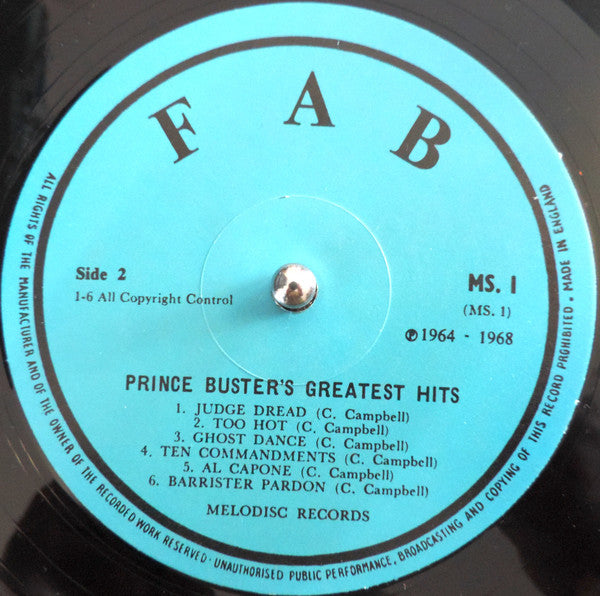 FAB
Side 2
1-6 All Copyright Control
MS. 1
(MS. 1)
℗ 1964 - 1968
PRINCE BUSTER'S GREATEST HITS
1. JUDGE DREAD (C. Campbell)
2. TOO HOT (C. Campbell)
3. GHOST DANCE (C. Campbell)
4. TEN COMMANDMENTS (C. Campbell)
5. AL CAPONE (C. Campbell)
6. BARRISTER PARDON (C. Campbell)
MELODISC RECORDS
ALL RIGHTS OF THE MANUFACTURER AND OF THE OWNER OF THE RECORDED WORK RESERVED · UNAUTHORISED PUBLIC PERFORMANCE, BROADCASTING AND COPYING OF THIS RECORD PROHIBITED. MADE IN ENGLAND